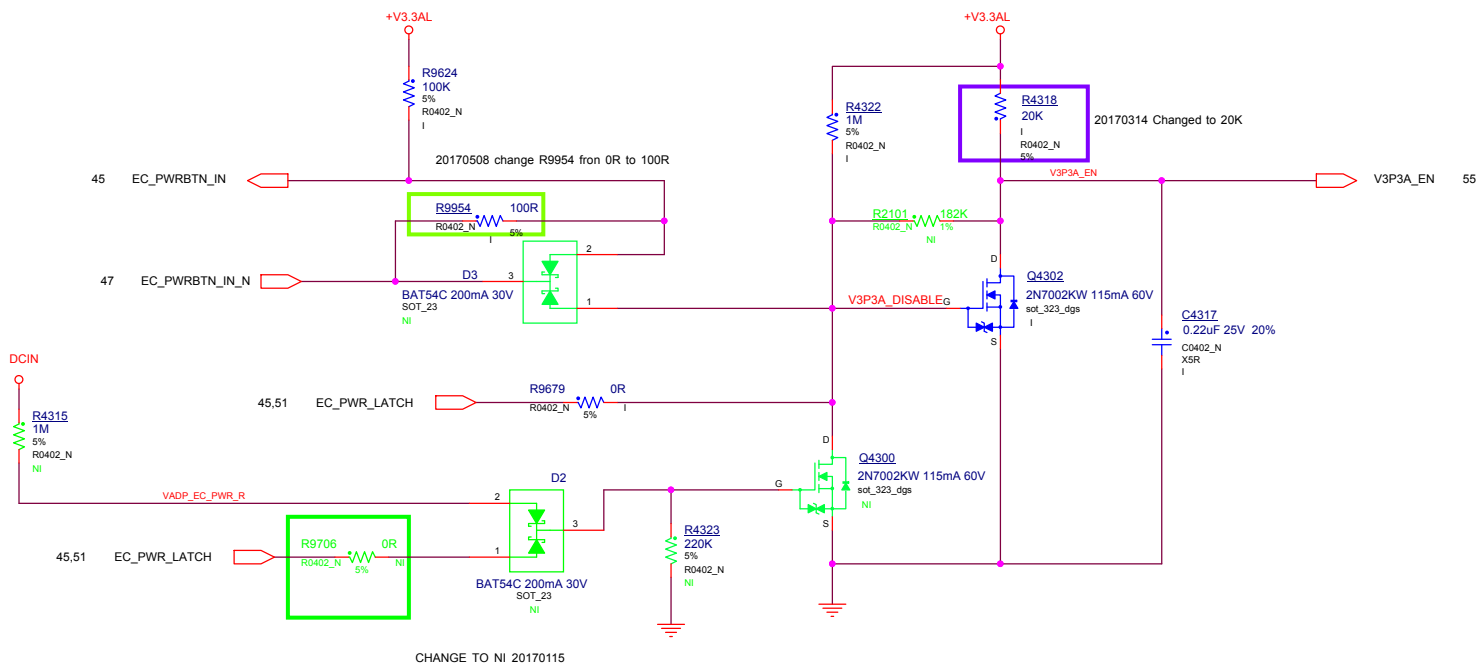 +V3.3AL
+V3.3AL
R9624
100K
5%
R0402_N
I
R4322
1M
5%
R0402_N
I
R4318
20K
I
R0402_N
5%
20170314 Changed to 20K
20170508 change R9954 fron 0R to 100R
45 EC_PWRBTN_IN
V3P3A_EN
V3P3A_EN 55
R9954 100R
R0402_N I 5%
R2101 182K
R0402_N 1%
NI
47 EC_PWRBTN_IN_N
D3
3
2
1
BAT54C 200mA 30V
SOT_23
NI
V3P3A_DISABLE
G
D
S
Q4302
2N7002KW 115mA 60V
sot_323_dgs
I
C4317
0.22uF 25V 20%
C0402_N
X5R
I
DCIN
R4315
1M
5%
R0402_N
NI
45,51 EC_PWR_LATCH
R9679 0R
R0402_N 5% I
D
G
S
Q4300
2N7002KW 115mA 60V
sot_323_dgs
NI
VADP_EC_PWR_R
D2
2
3
1
45,51 EC_PWR_LATCH
R9706 0R
R0402_N 5% NI
BAT54C 200mA 30V
SOT_23
NI
R4323
220K
5%
R0402_N
NI
CHANGE TO NI 20170115